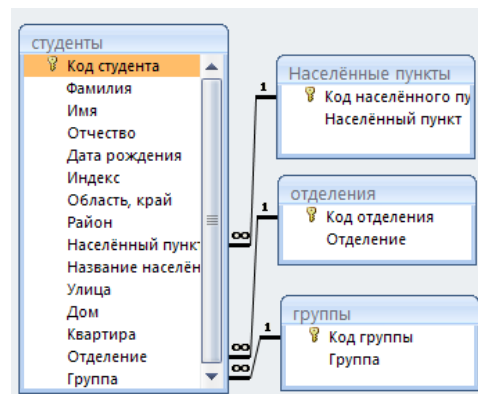 студенты
Код студента
Фамилия
Имя
Отчество
Дата рождения
Индекс
Область, край
Район
Населённый пункт
Название населён
Улица
Дом
Квартира
Отделение
Группа
Населённые пункты
Код населённого пу
Населённый пункт
отделения
Код отделения
Отделение
группы
Код группы
Группа
1
∞
1
∞
1
∞